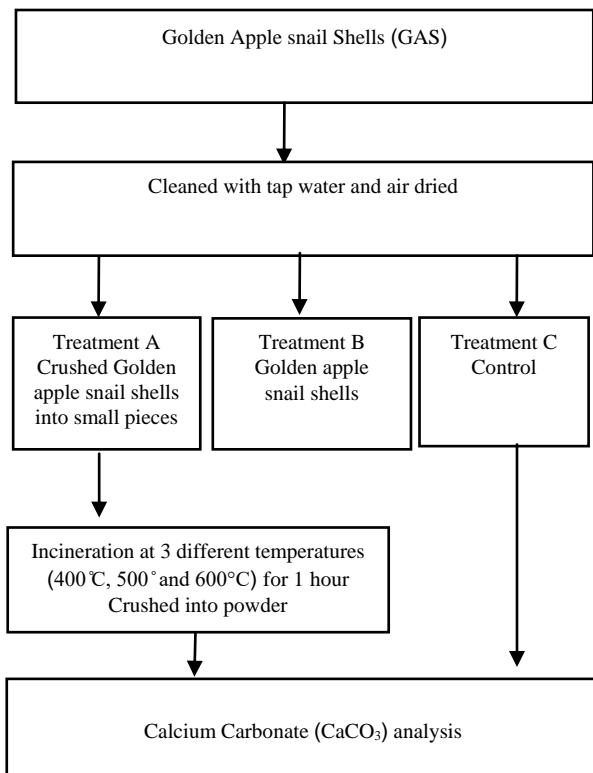 Golden Apple snail Shells (GAS)
Cleaned with tap water and air dried
Treatment A
Crushed Golden
apple snail shells
into small pieces
Treatment B
Golden apple
snail shells
Treatment C
Control
Incineration at 3 different temperatures
(400℃, 500˚ and 600°C) for 1 hour
Crushed into powder
Calcium Carbonate (CaCO₃) analysis